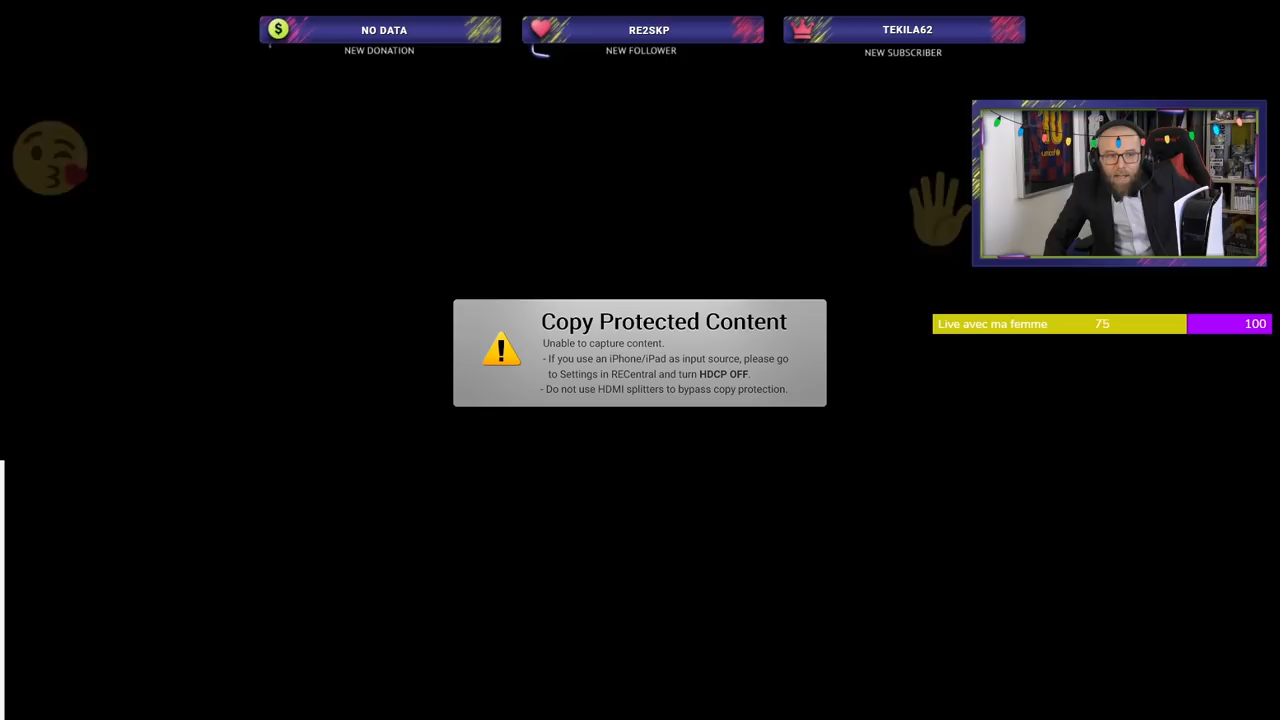 NO DATA
NEW DONATION
RE2SKP
NEW FOLLOWER
TEKILA62
NEW SUBSCRIBER
10
unicef
Live avec ma femme 75 100
Copy Protected Content
Unable to capture content.
- If you use an iPhone/iPad as input source, please go
to Settings in RECentral and turn HDCP OFF.
- Do not use HDMI splitters to bypass copy protection.